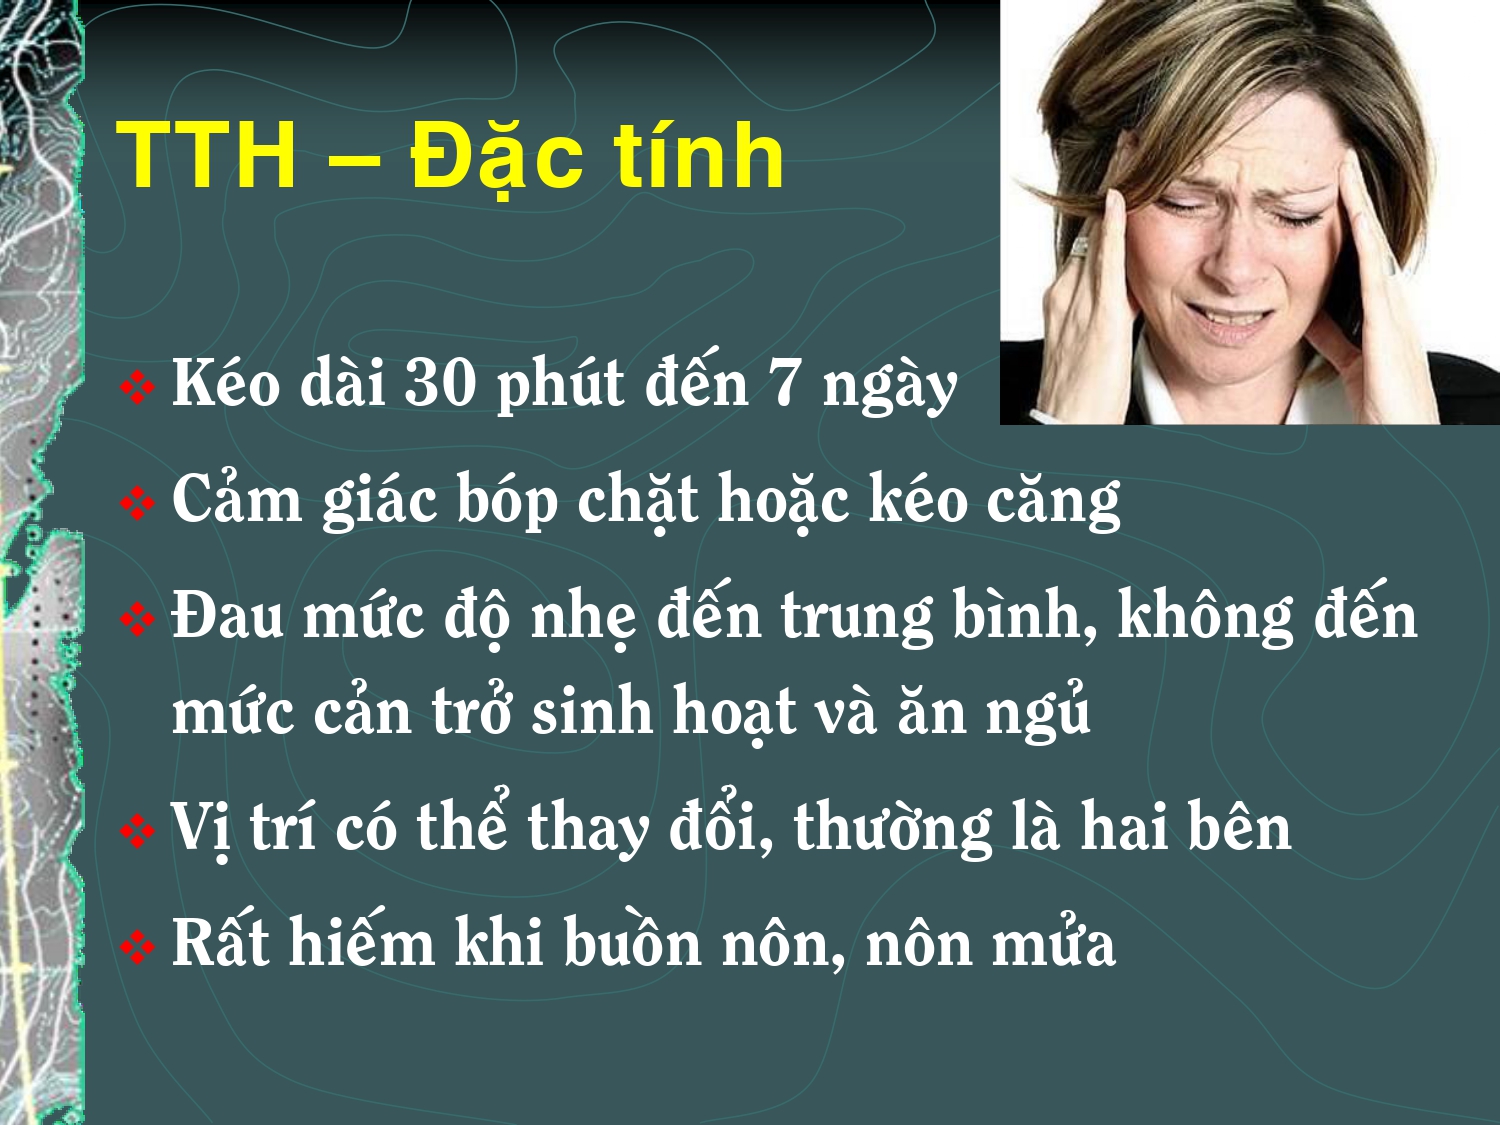 TTH – Đặc tính
Kéo dài 30 phút đến 7 ngày
Cảm giác bóp chặt hoặc kéo căng
Đau mức độ nhẹ đến trung bình, không đến
mức cản trở sinh hoạt và ăn ngủ
Vị trí có thể thay đổi, thường là hai bên
Rất hiếm khi buồn nôn, nôn mửa